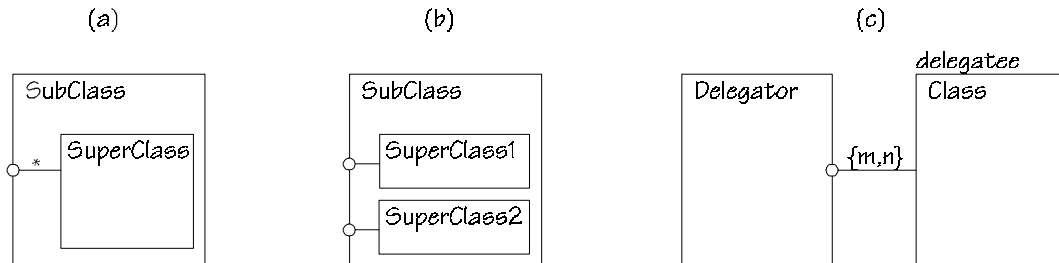 (a)
(b)
(c)
SubClass
SuperClass
*
SubClass
SuperClass1
SuperClass2
Delegator
{m,n}
delegatee
Class